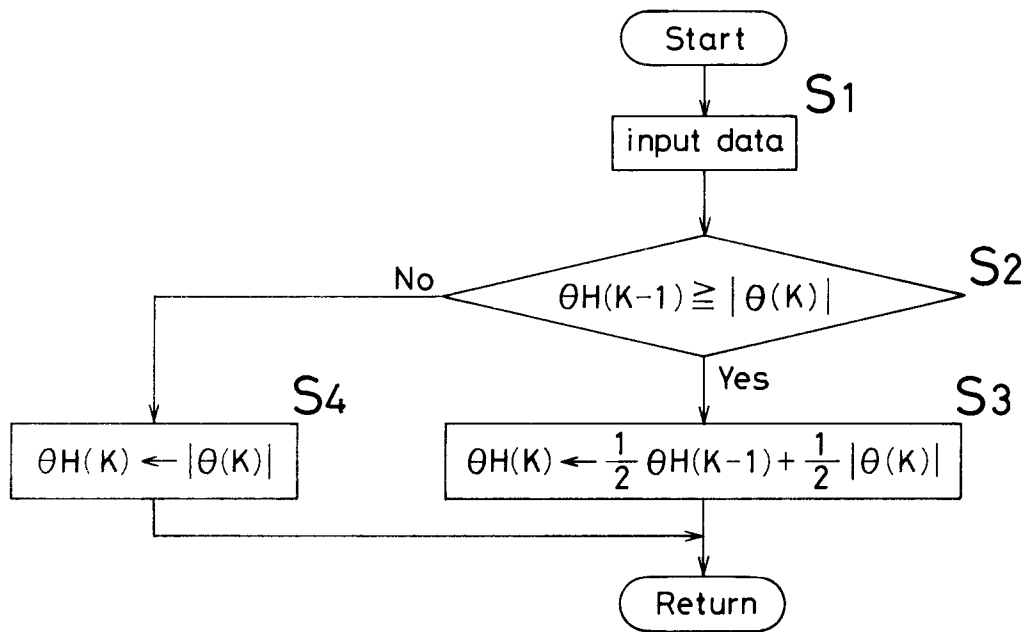 Start
S1
input data
S2
No
θH(K-1) ≧ |θ(K)|
Yes
S4
S3
θH(K) ← |θ(K)|
θH(K) ← 1/2 θH(K-1) + 1/2 |θ(K)|
Return